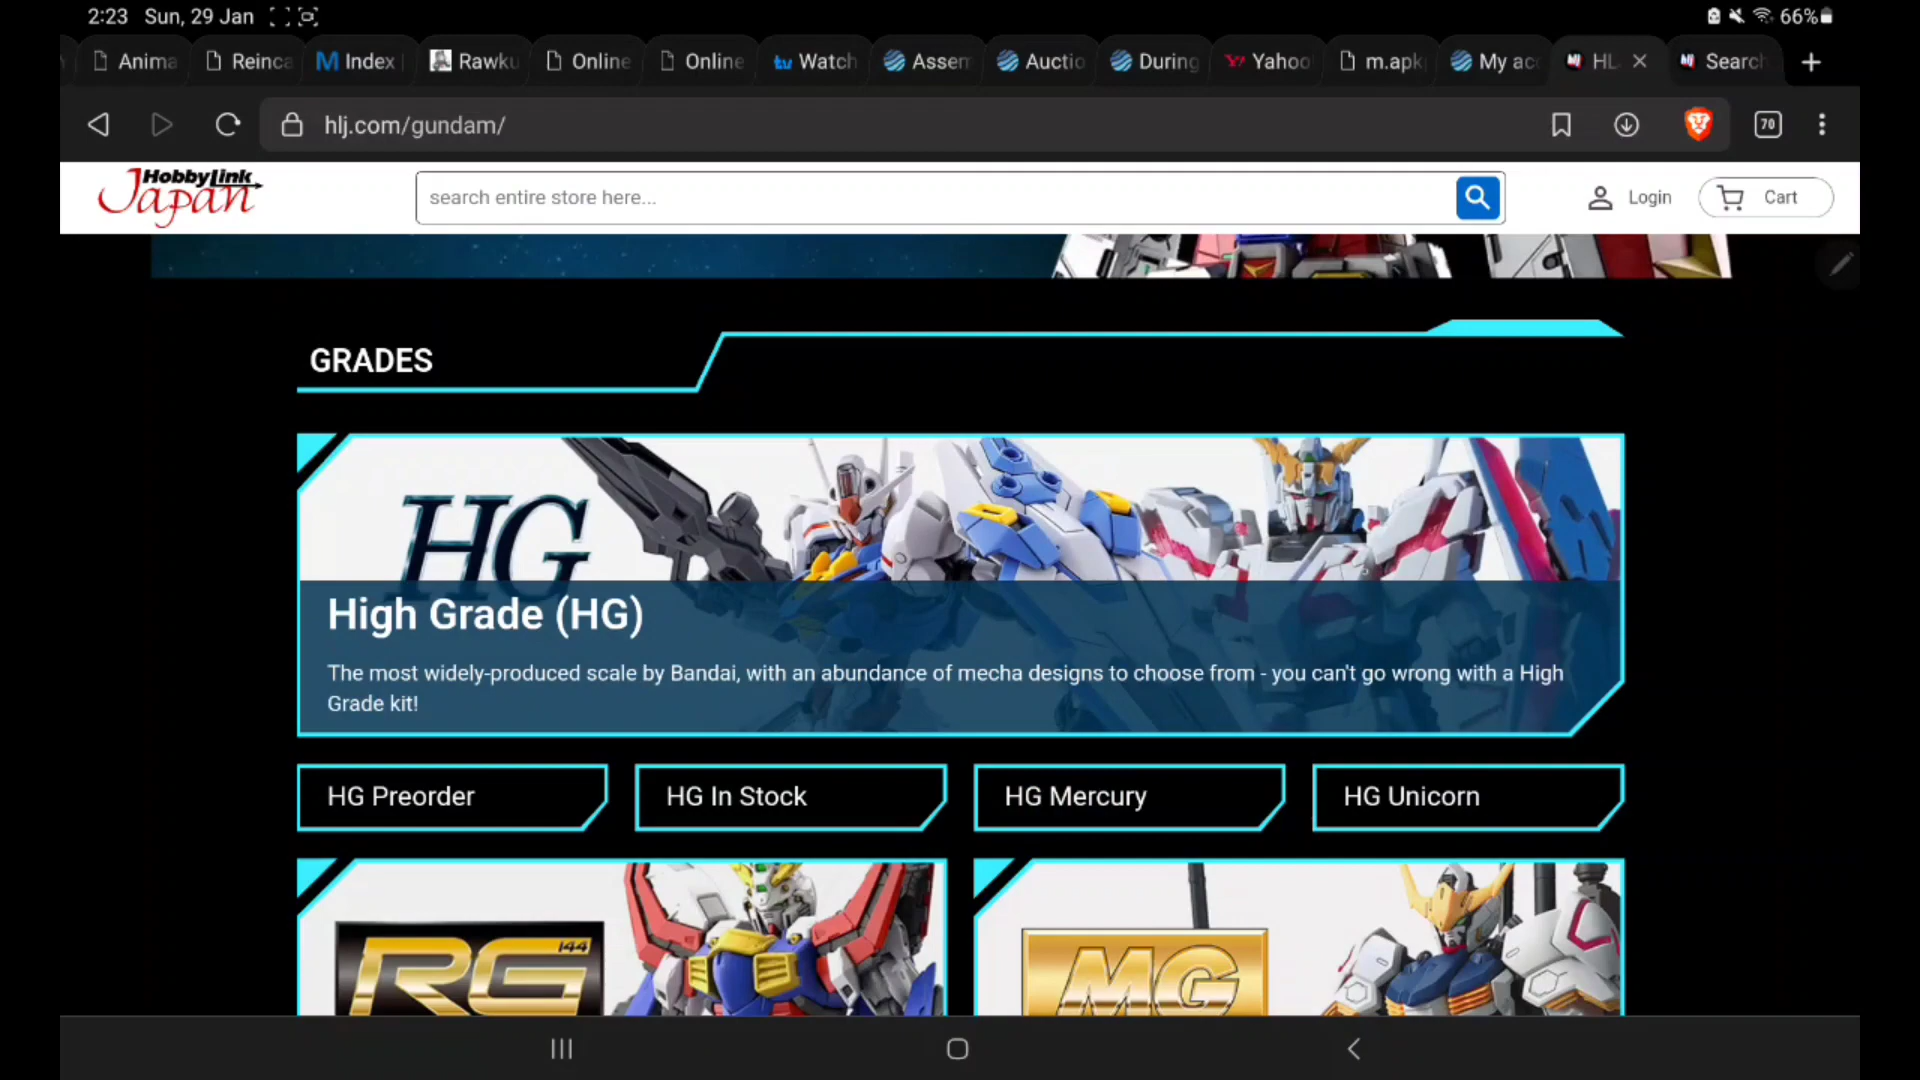 2:23 Sun, 29 Jan
66%
Anima
Reinca
Index
Rawku
Online
Online
Watch
Assem
Auctio
During
Yahoo
m.apk
My acc
HL
Search
hlj.com/gundam/
70
HobbyLink
Japan
search entire store here...
Login
Cart
GRADES
HG
High Grade (HG)
The most widely-produced scale by Bandai, with an abundance of mecha designs to choose from - you can't go wrong with a High
Grade kit!
HG Preorder
HG In Stock
HG Mercury
HG Unicorn
RG
144
MG